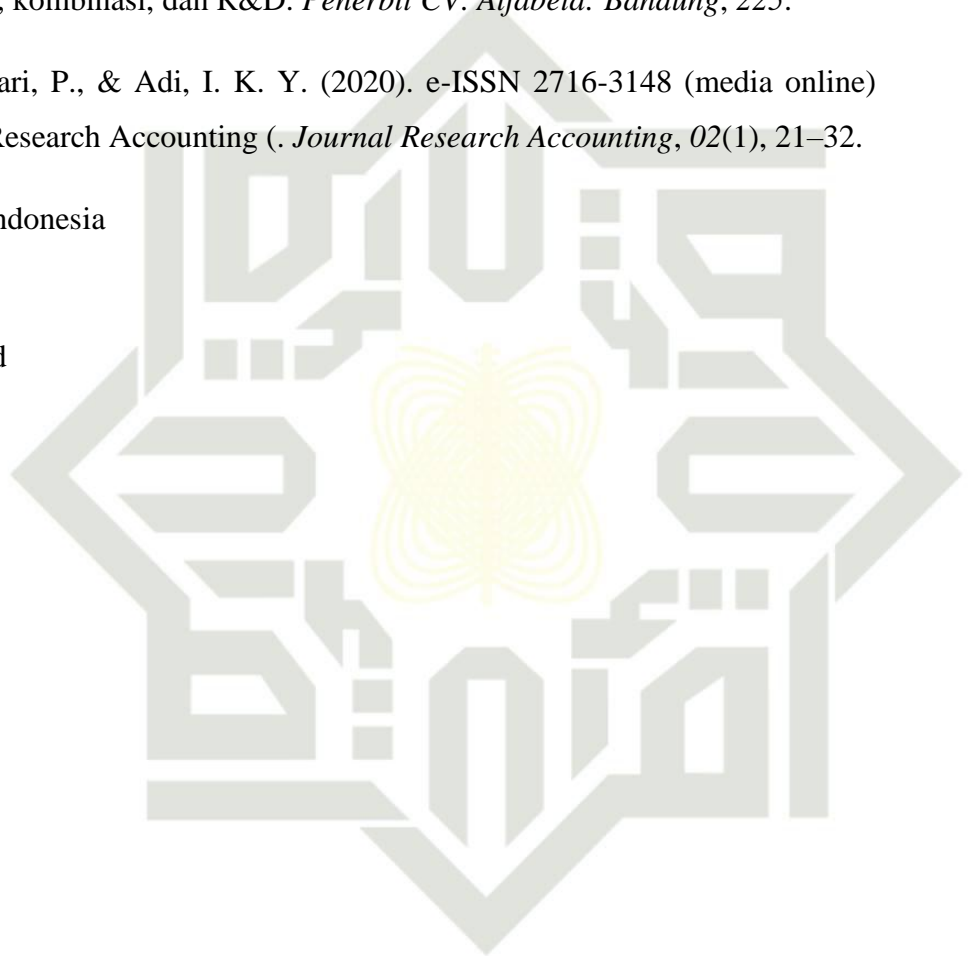 , kombinasi, dan R&D. Penerbit CV. Alfabeta: Bandung, 225.
ari, P., & Adi, I. K. Y. (2020). e-ISSN 2716-3148 (media online)
Research Accounting (. Journal Research Accounting, 02(1), 21–32.
ndonesia
d